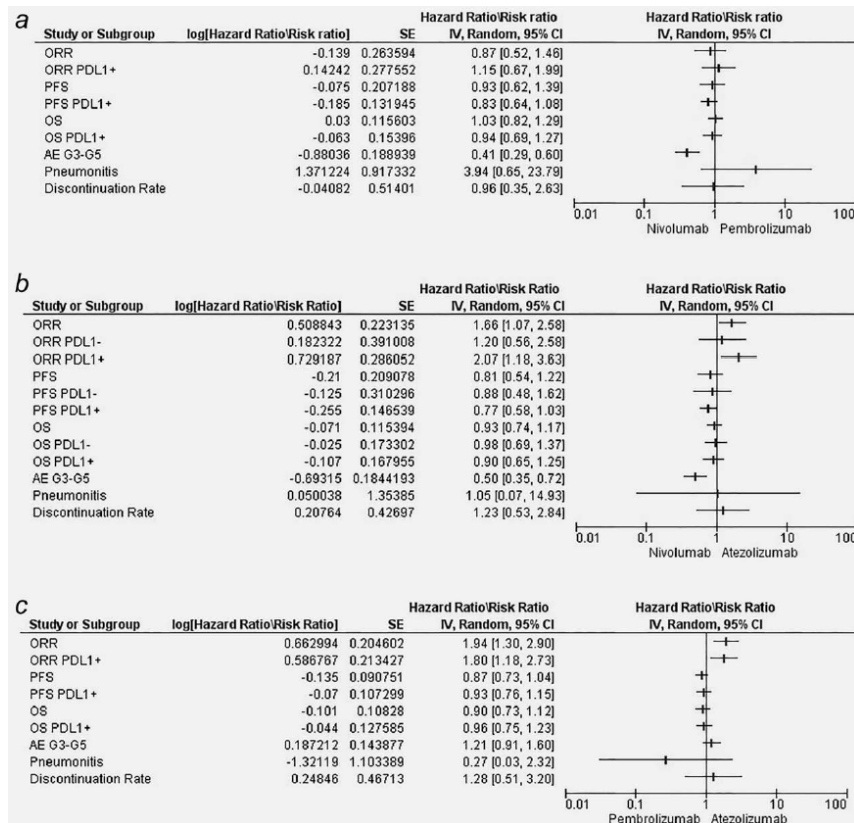 a
Hazard Ratio\Risk ratio Hazard Ratio\Risk ratio
Study or Subgroup log[Hazard Ratio\Risk ratio] SE IV, Random, 95% CI IV, Random, 95% CI
ORR -0.139 0.263594 0.87 [0.52, 1.46]
ORR PDL1+ 0.14242 0.277552 1.15 [0.67, 1.99]
PFS -0.075 0.207188 0.93 [0.62, 1.39]
PFS PDL1+ -0.185 0.131945 0.83 [0.64, 1.08]
OS 0.03 0.115603 1.03 [0.82, 1.29]
OS PDL1+ -0.063 0.15396 0.94 [0.69, 1.27]
AE G3-G5 -0.88036 0.188939 0.41 [0.29, 0.60]
Pneumonitis 1.371224 0.917332 3.94 [0.65, 23.79]
Discontinuation Rate -0.04082 0.51401 0.96 [0.35, 2.63]
0.01 0.1 1 10 100
Nivolumab Pembrolizumab
b
Hazard Ratio\Risk Ratio Hazard Ratio\Risk Ratio
Study or Subgroup log[Hazard Ratio\Risk Ratio] SE IV, Random, 95% CI IV, Random, 95% CI
ORR 0.508843 0.223135 1.66 [1.07, 2.58]
ORR PDL1- 0.182322 0.391008 1.20 [0.56, 2.58]
ORR PDL1+ 0.729187 0.286052 2.07 [1.18, 3.63]
PFS -0.21 0.209078 0.81 [0.54, 1.22]
PFS PDL1- -0.125 0.310296 0.88 [0.48, 1.62]
PFS PDL1+ -0.255 0.146539 0.77 [0.58, 1.03]
OS -0.071 0.115394 0.93 [0.74, 1.17]
OS PDL1- -0.025 0.173302 0.98 [0.69, 1.37]
OS PDL1+ -0.107 0.167955 0.90 [0.65, 1.25]
AE G3-G5 -0.69315 0.1844193 0.50 [0.35, 0.72]
Pneumonitis 0.050038 1.35385 1.05 [0.07, 14.93]
Discontinuation Rate 0.20764 0.42697 1.23 [0.53, 2.84]
0.01 0.1 1 10 100
Nivolumab Atezolizumab
c
Hazard Ratio\Risk Ratio Hazard Ratio\Risk Ratio
Study or Subgroup log[Hazard Ratio\Risk Ratio] SE IV, Random, 95% CI IV, Random, 95% CI
ORR 0.662994 0.204602 1.94 [1.30, 2.90]
ORR PDL1+ 0.586767 0.213427 1.80 [1.18, 2.73]
PFS -0.135 0.090751 0.87 [0.73, 1.04]
PFS PDL1+ -0.07 0.107299 0.93 [0.76, 1.15]
OS -0.101 0.10828 0.90 [0.73, 1.12]
OS PDL1+ -0.044 0.127585 0.96 [0.75, 1.23]
AE G3-G5 0.187212 0.143877 1.21 [0.91, 1.60]
Pneumonitis -1.32119 1.103389 0.27 [0.03, 2.32]
Discontinuation Rate 0.24846 0.46713 1.28 [0.51, 3.20]
0.01 0.1 1 10 100
Pembrolizumab Atezolizumab